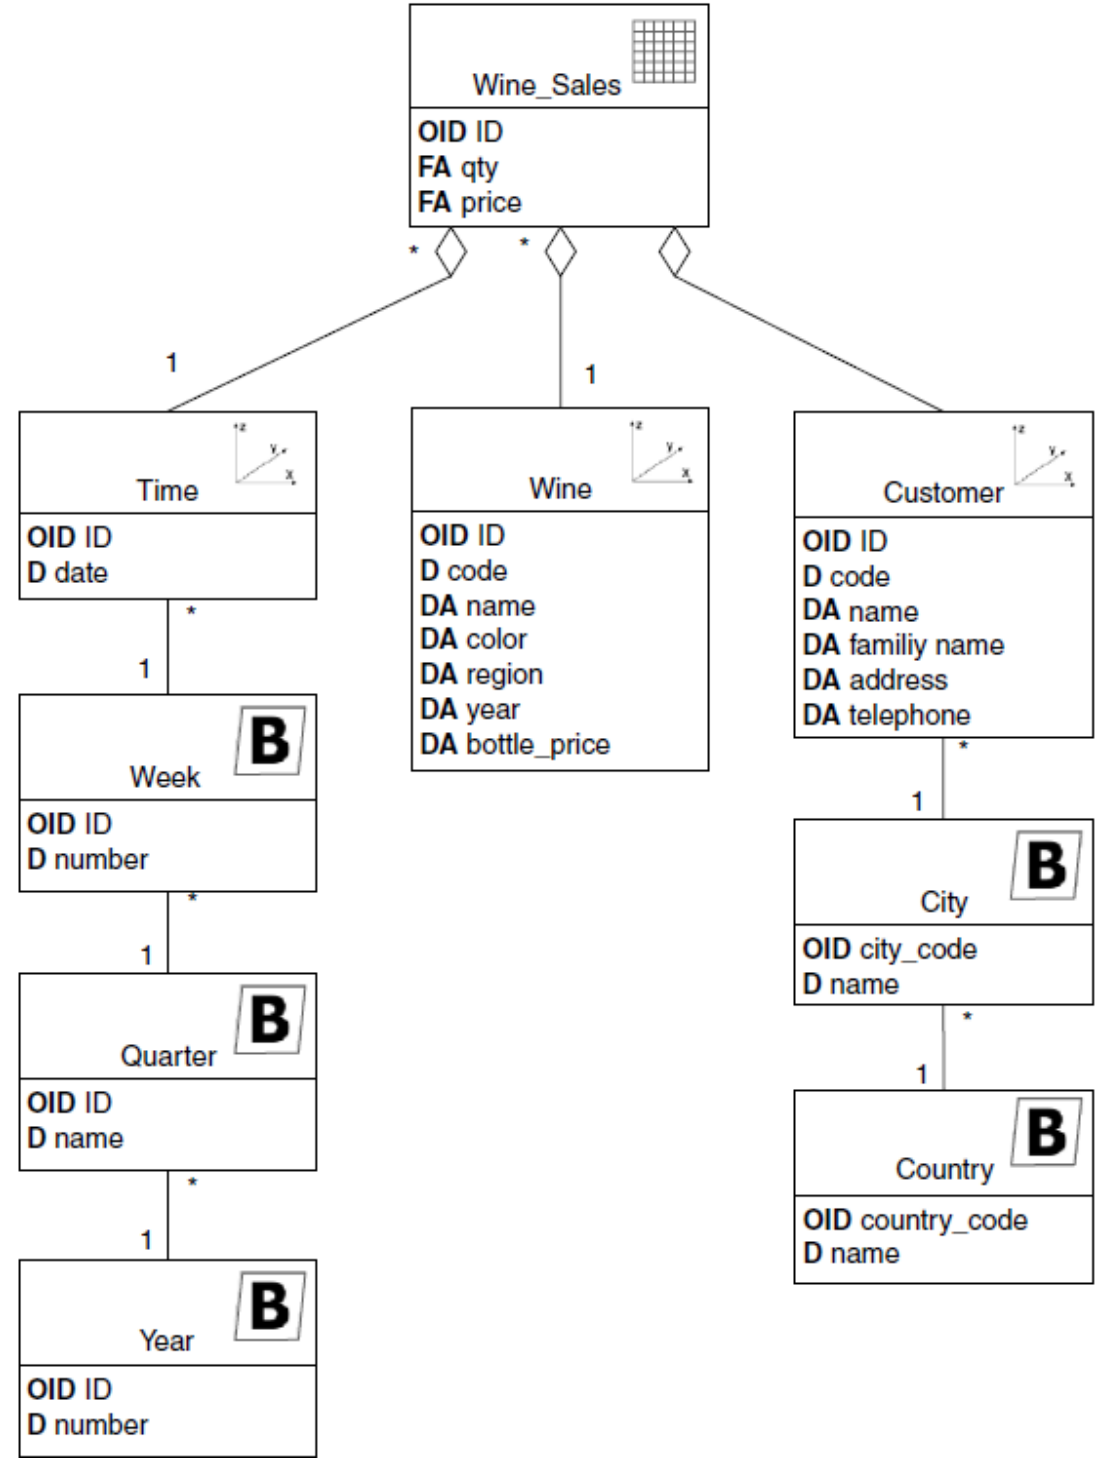 Wine_Sales
OID ID
FA qty
FA price
* *
1
1
Time
z
y
x
OID ID
D date
*
1
Week
B
OID ID
D number
*
1
Quarter
B
OID ID
D name
*
1
Year
B
OID ID
D number
Wine
z
y
x
OID ID
D code
DA name
DA color
DA region
DA year
DA bottle_price
Customer
z
y
x
OID ID
D code
DA name
DA familiy name
DA address
DA telephone
*
1
City
B
OID city_code
D name
*
1
Country
B
OID country_code
D name